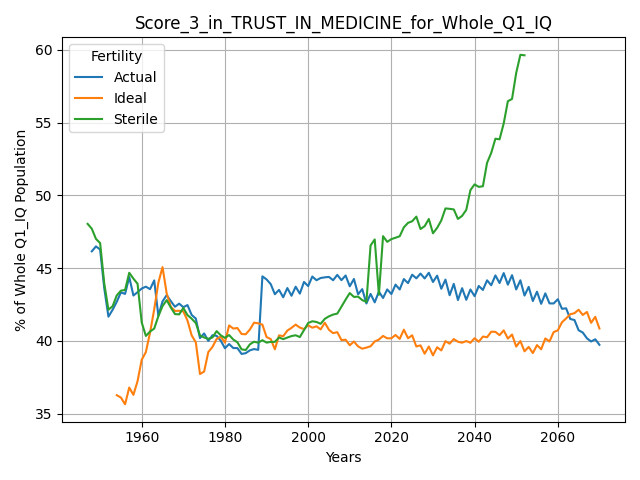 Score_3_in_TRUST_IN_MEDICINE_for_Whole_Q1_IQ
Fertility
Actual
Ideal
Sterile
% of Whole Q1_IQ Population
60
55
50
45
40
35
1960
1980
2000
2020
2040
2060
Years